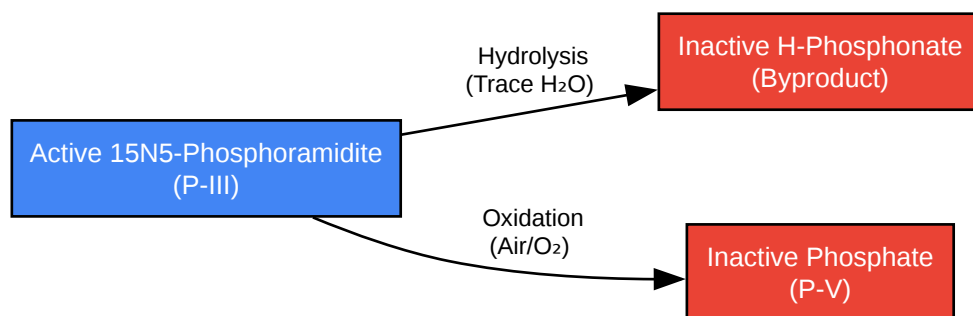 Active 15N5-Phosphoramidite
(P-III)
Hydrolysis
(Trace H₂O)
Inactive H-Phosphonate
(Byproduct)
Oxidation
(Air/O₂)
Inactive Phosphate
(P-V)